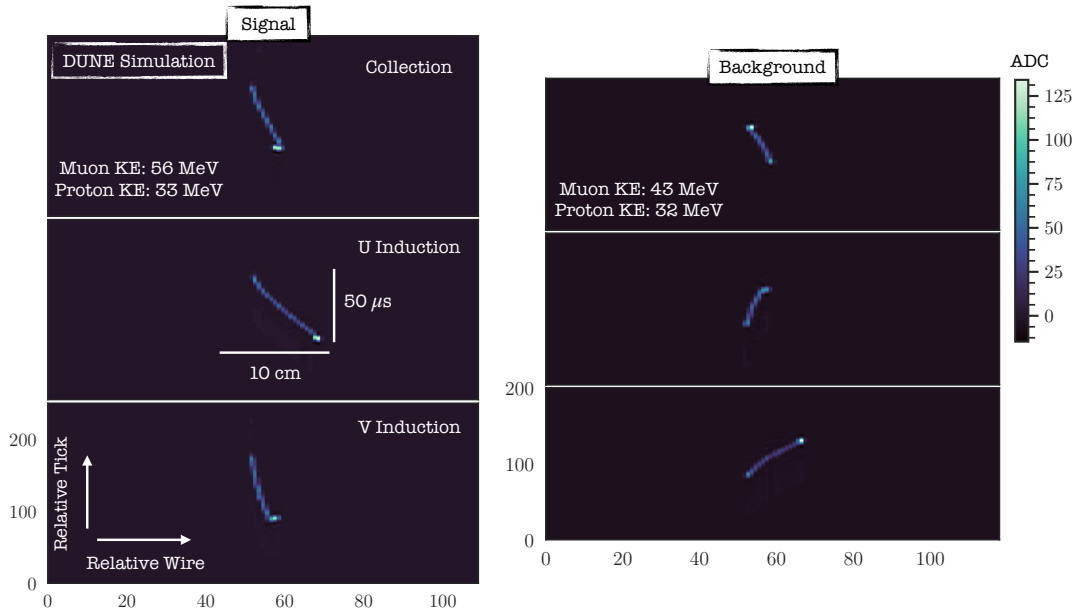 Signal
DUNE Simulation
Collection
Muon KE: 56 MeV
Proton KE: 33 MeV
U Induction
50 μs
10 cm
V Induction
Relative Tick
Relative Wire
200
100
0
0 20 40 60 80 100
Background
Muon KE: 43 MeV
Proton KE: 32 MeV
200
100
0
0 20 40 60 80 100
ADC
125
100
75
50
25
0